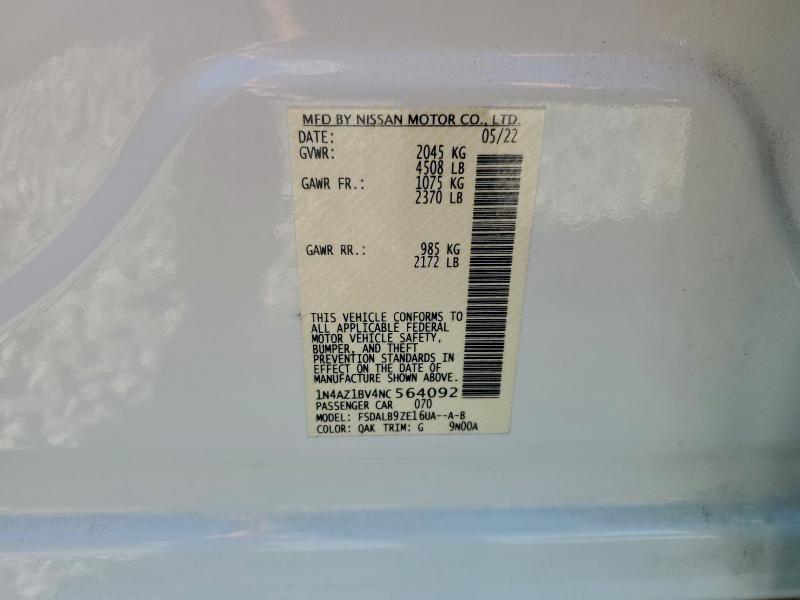 MFD BY NISSAN MOTOR CO., LTD.
DATE: 05/22
GVWR: 2045 KG
4508 LB
GAWR FR.: 1075 KG
2370 LB
GAWR RR.: 985 KG
2172 LB
THIS VEHICLE CONFORMS TO
ALL APPLICABLE FEDERAL
MOTOR VEHICLE SAFETY,
BUMPER, AND THEFT
PREVENTION STANDARDS IN
EFFECT ON THE DATE OF
MANUFACTURE SHOWN ABOVE.
1N4AZ1BV4NC564092
PASSENGER CAR 070
MODEL: FSDALB9ZE16UA--A-B
COLOR: QAK TRIM: G 9N00A